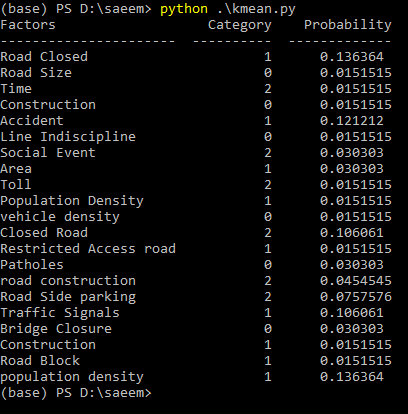 (base) PS D:\saeem> python .\kmean.py
Factors Category Probability
---------------------- ---------- -------------
Road Closed 1 0.136364
Road Size 0 0.0151515
Time 2 0.0151515
Construction 0 0.0151515
Accident 1 0.121212
Line Indiscipline 0 0.0151515
Social Event 2 0.030303
Area 1 0.030303
Toll 2 0.0151515
Population Density 1 0.0151515
vehicle density 0 0.0151515
Closed Road 2 0.106061
Restricted Access road 1 0.0151515
Patholes 0 0.030303
road construction 2 0.0454545
Road Side parking 2 0.0757576
Traffic Signals 1 0.106061
Bridge Closure 0 0.030303
Construction 1 0.0151515
Road Block 1 0.0151515
population density 1 0.136364
(base) PS D:\saeem>